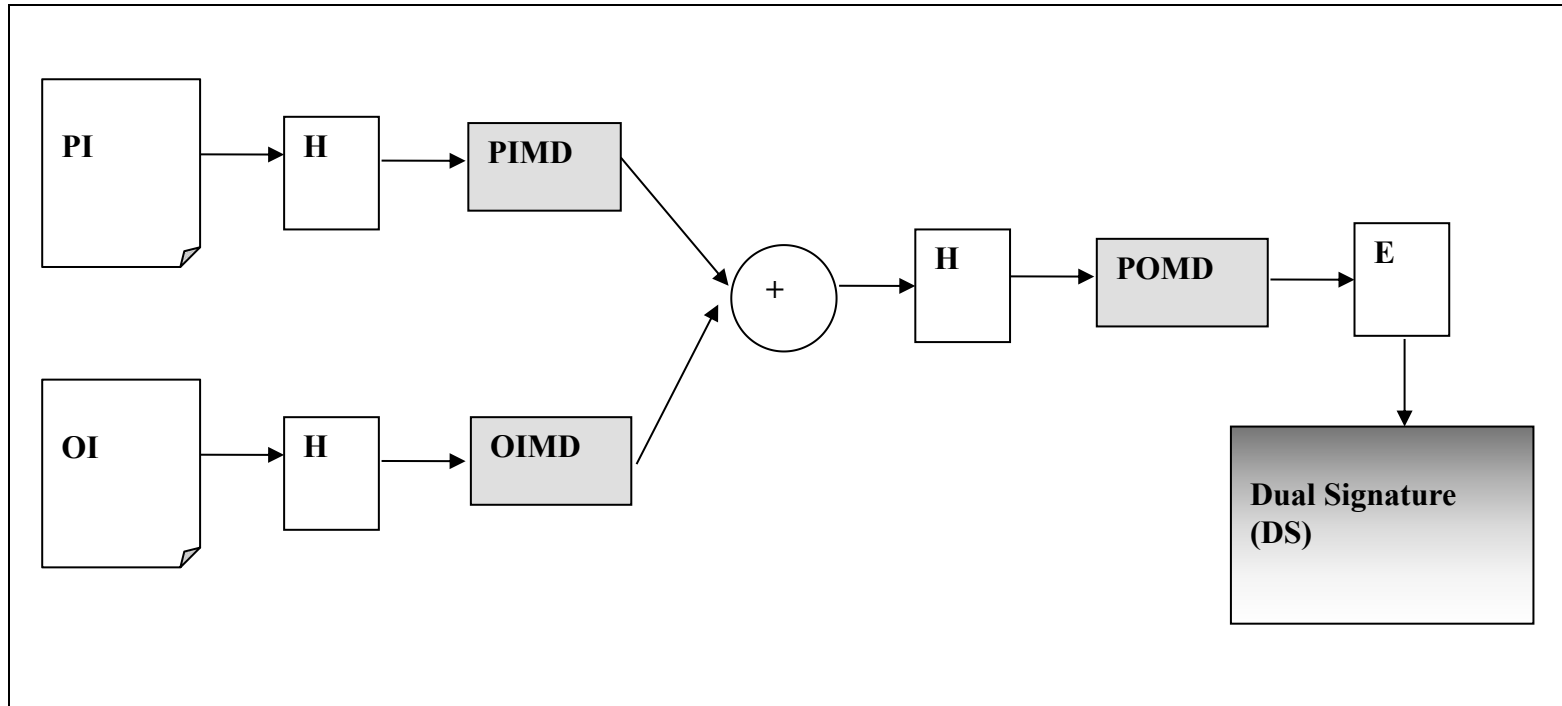 PI
H
PIMD
+
H
POMD
E
OI
H
OIMD
Dual Signature
(DS)